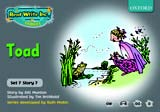 Read Write Inc.
OXFORD
Toad
Set 7 Story 7
Story by Gill Munton
Illustrated by Tim Archbold
Series developed by Ruth Miskin